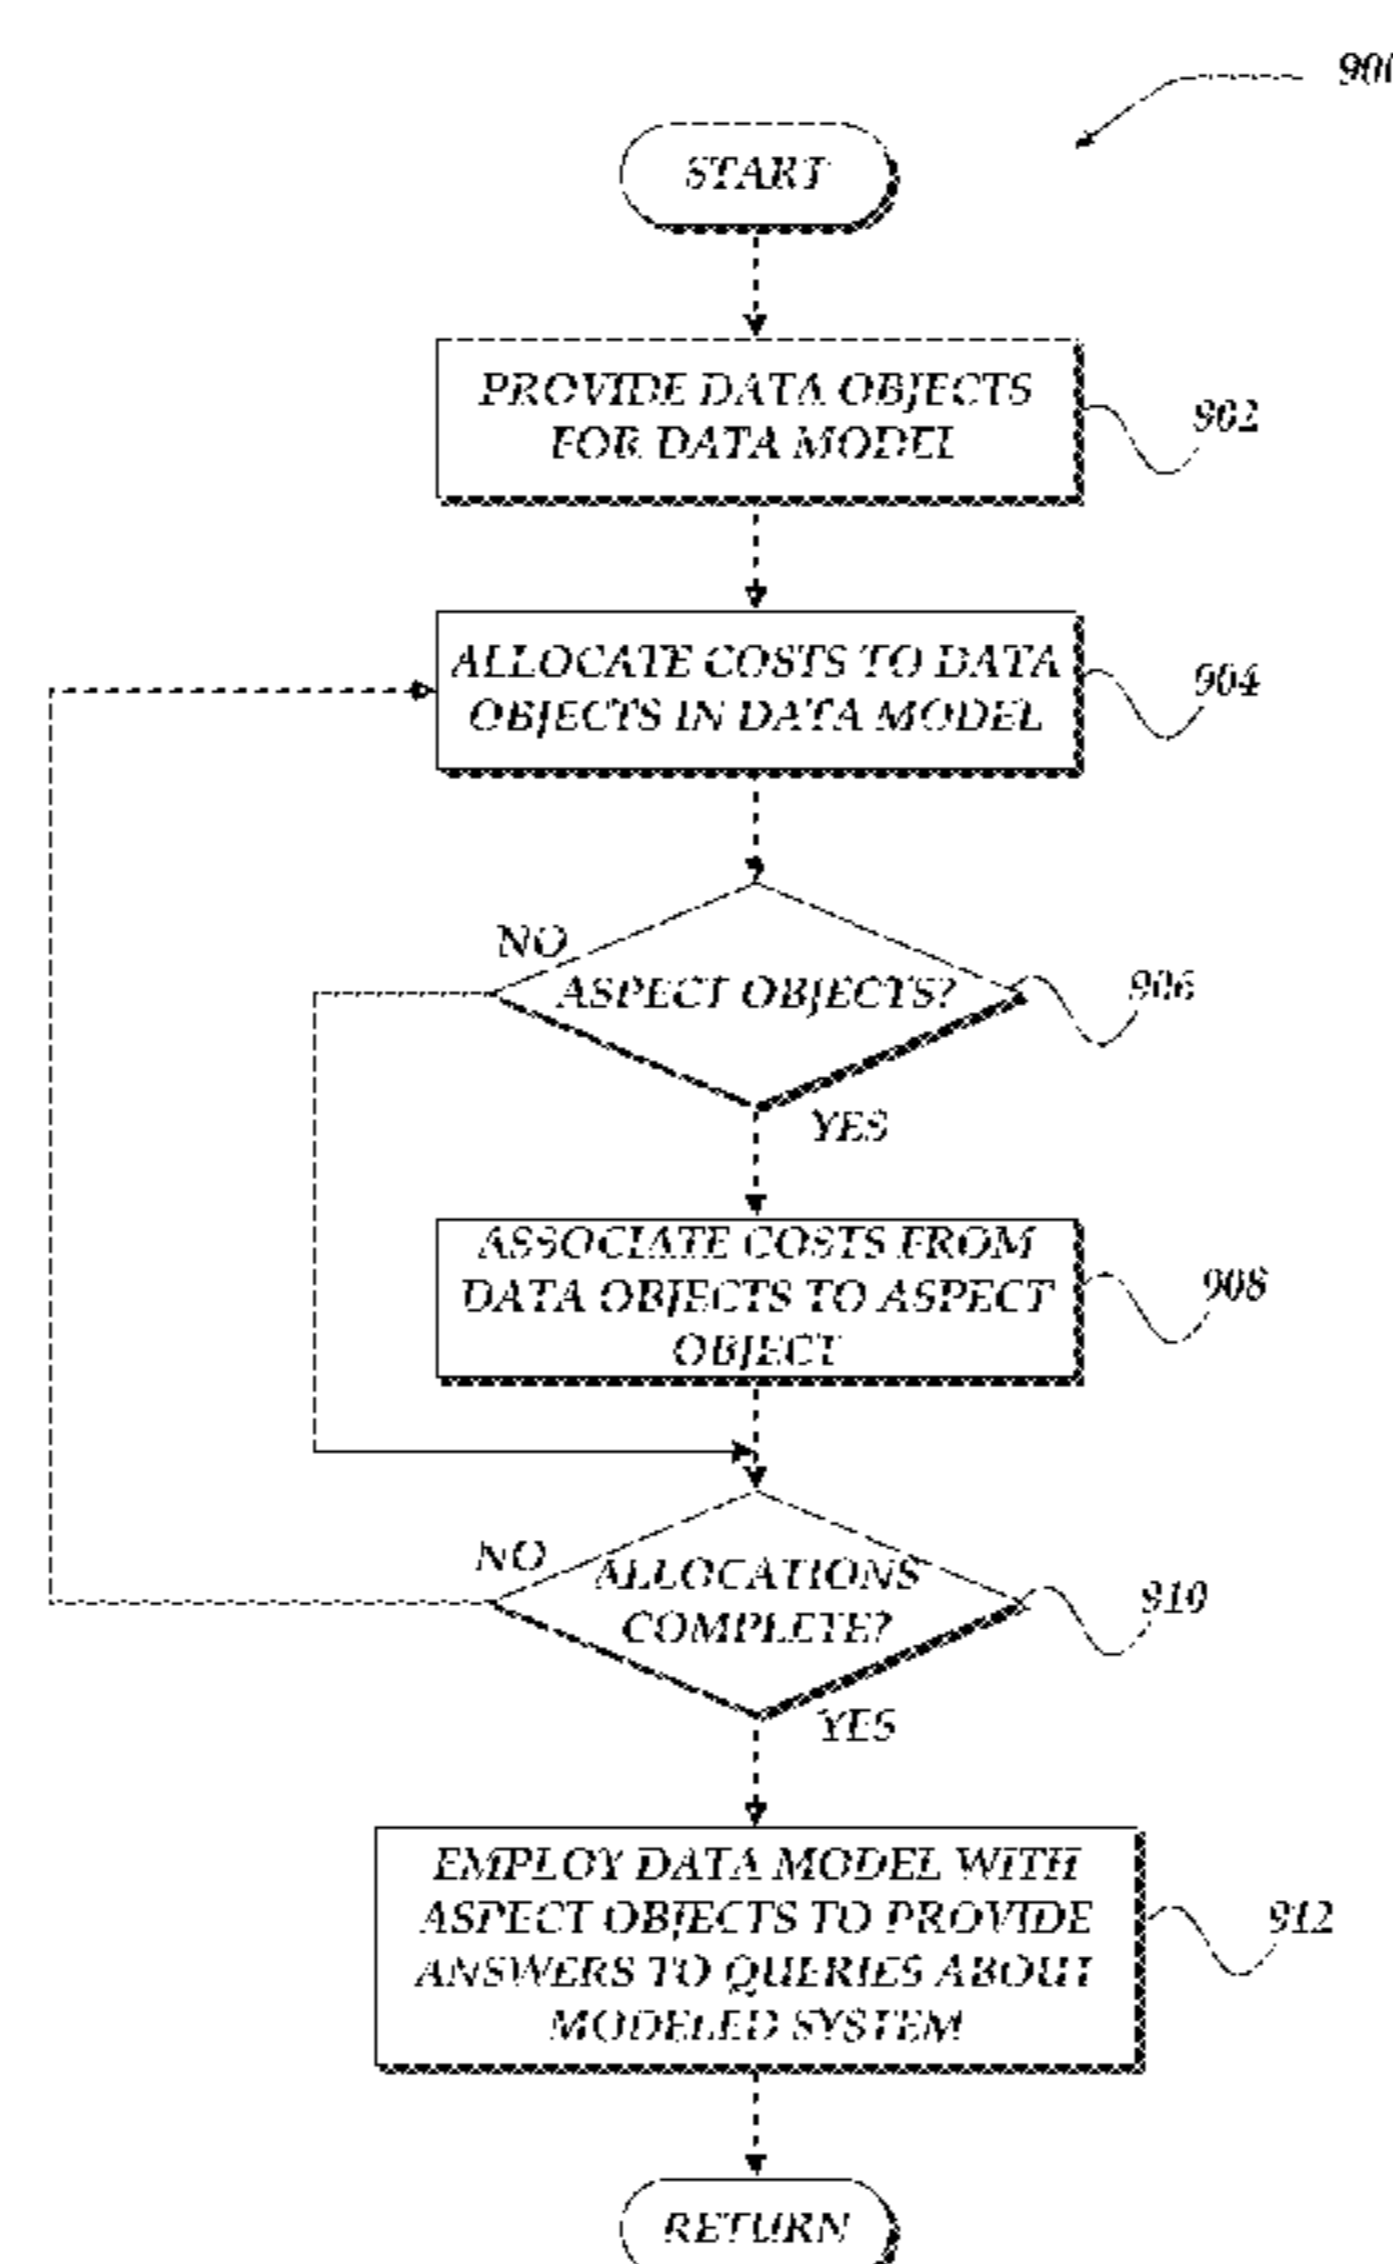 900
START
PROVIDE DATA OBJECTS
FOR DATA MODEL
902
ALLOCATE COSTS TO DATA
OBJECTS IN DATA MODEL
904
NO
ASPECT OBJECTS?
906
YES
ASSOCIATE COSTS FROM
DATA OBJECTS TO ASPECT
OBJECT
908
NO
ALLOCATIONS
COMPLETE?
910
YES
EMPLOY DATA MODEL WITH
ASPECT OBJECTS TO PROVIDE
ANSWERS TO QUERIES ABOUT
MODELED SYSTEM
912
RETURN